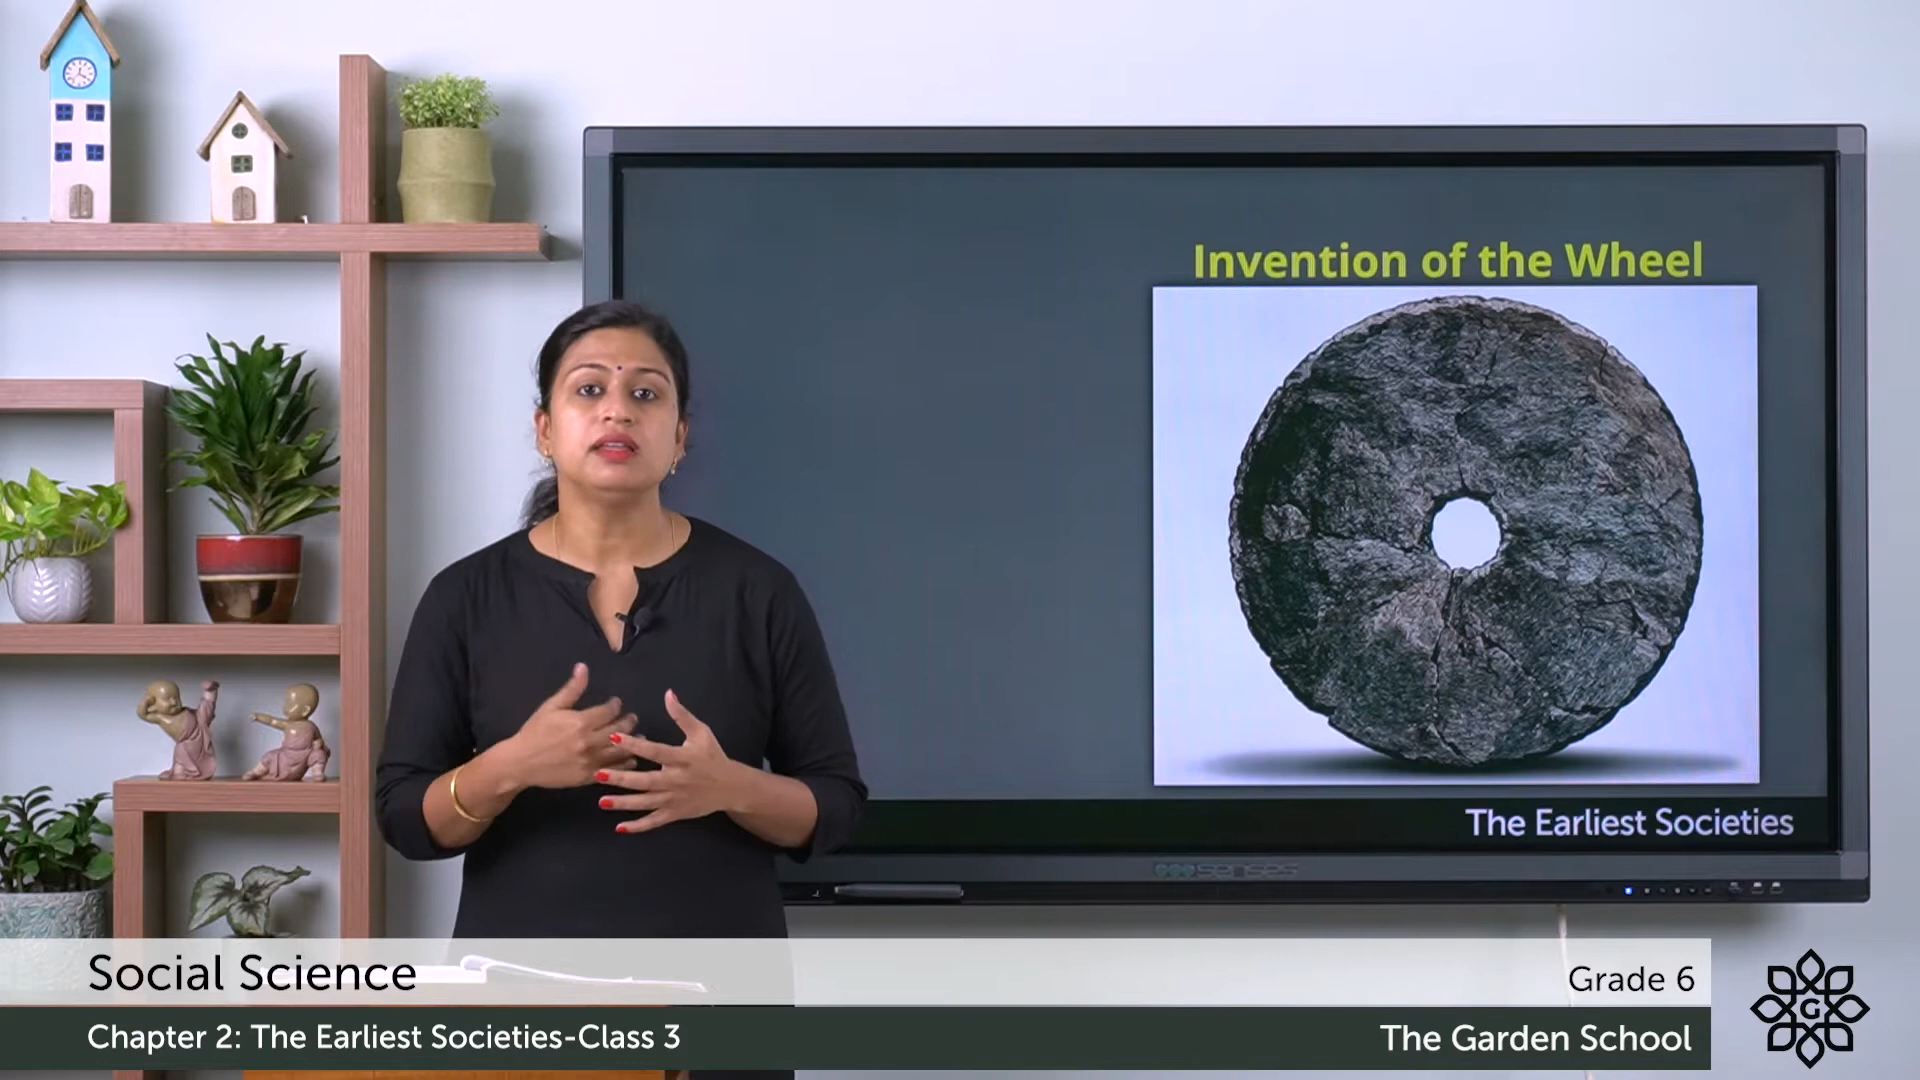 Invention of the Wheel
The Earliest Societies
senses
Social Science
Grade 6
Chapter 2: The Earliest Societies-Class 3
The Garden School
G